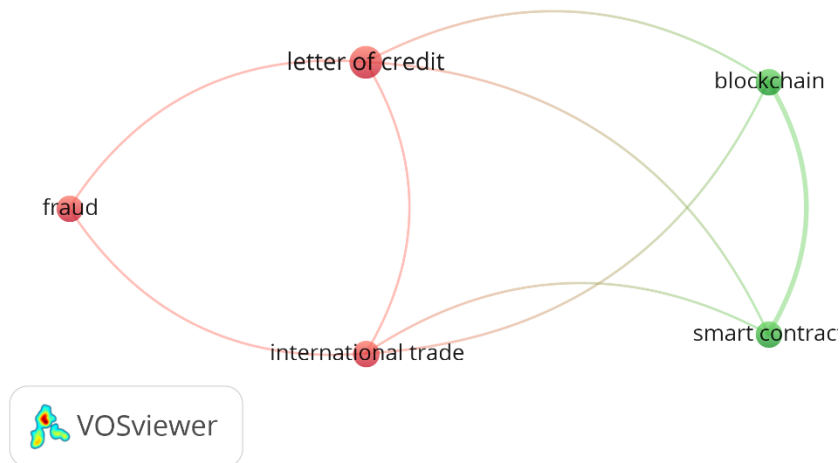 letter of credit
blockchain
fraud
smart contract
international trade
VOSviewer